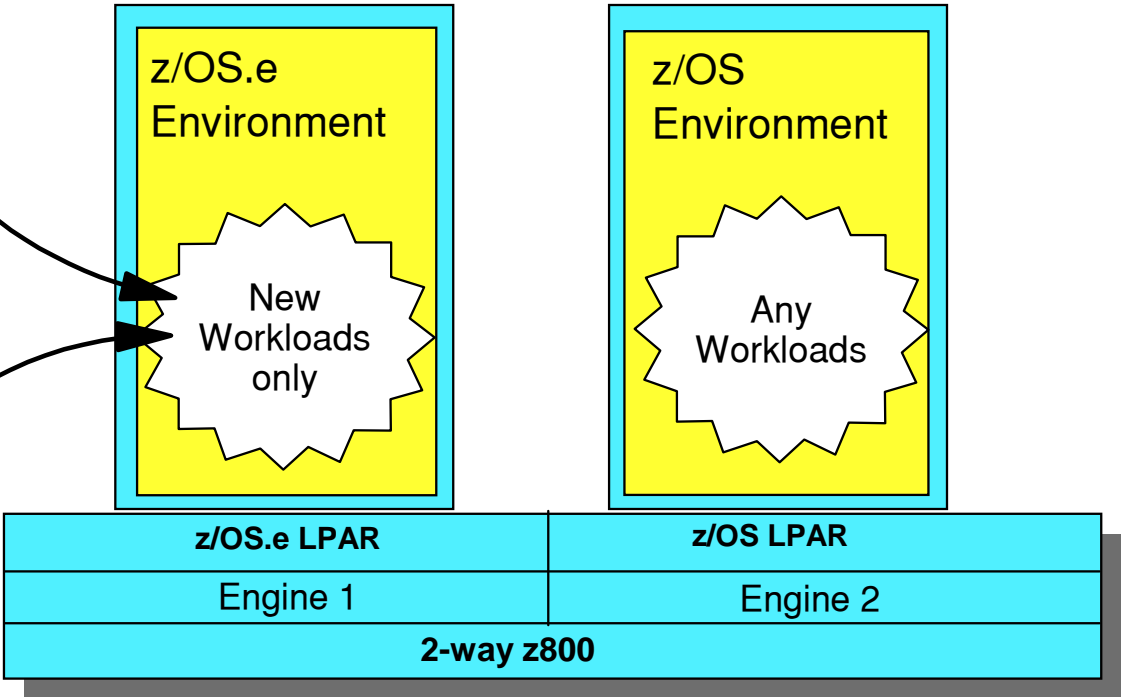 z/OS.e
Environment
New
Workloads
only
z/OS
Environment
Any
Workloads
z/OS.e LPAR
z/OS LPAR
Engine 1
Engine 2
2-way z800